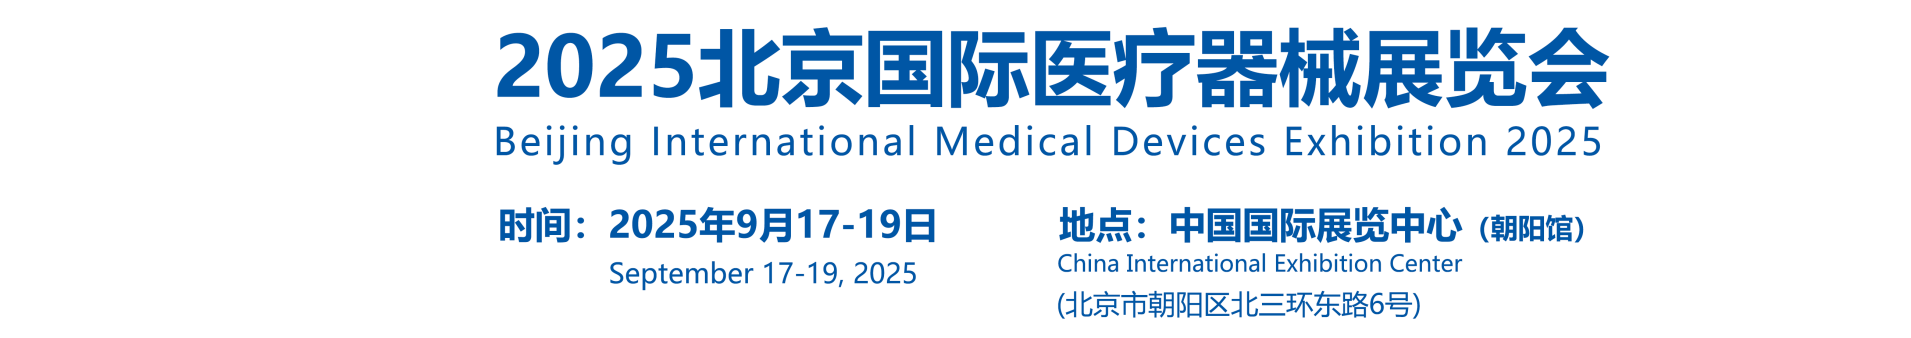 2025北京国际医疗器械展览会
Beijing International Medical Devices Exhibition 2025
时间：2025年9月17-19日
September 17-19, 2025
地点：中国国际展览中心（朝阳馆）
China International Exhibition Center
(北京市朝阳区北三环东路6号)